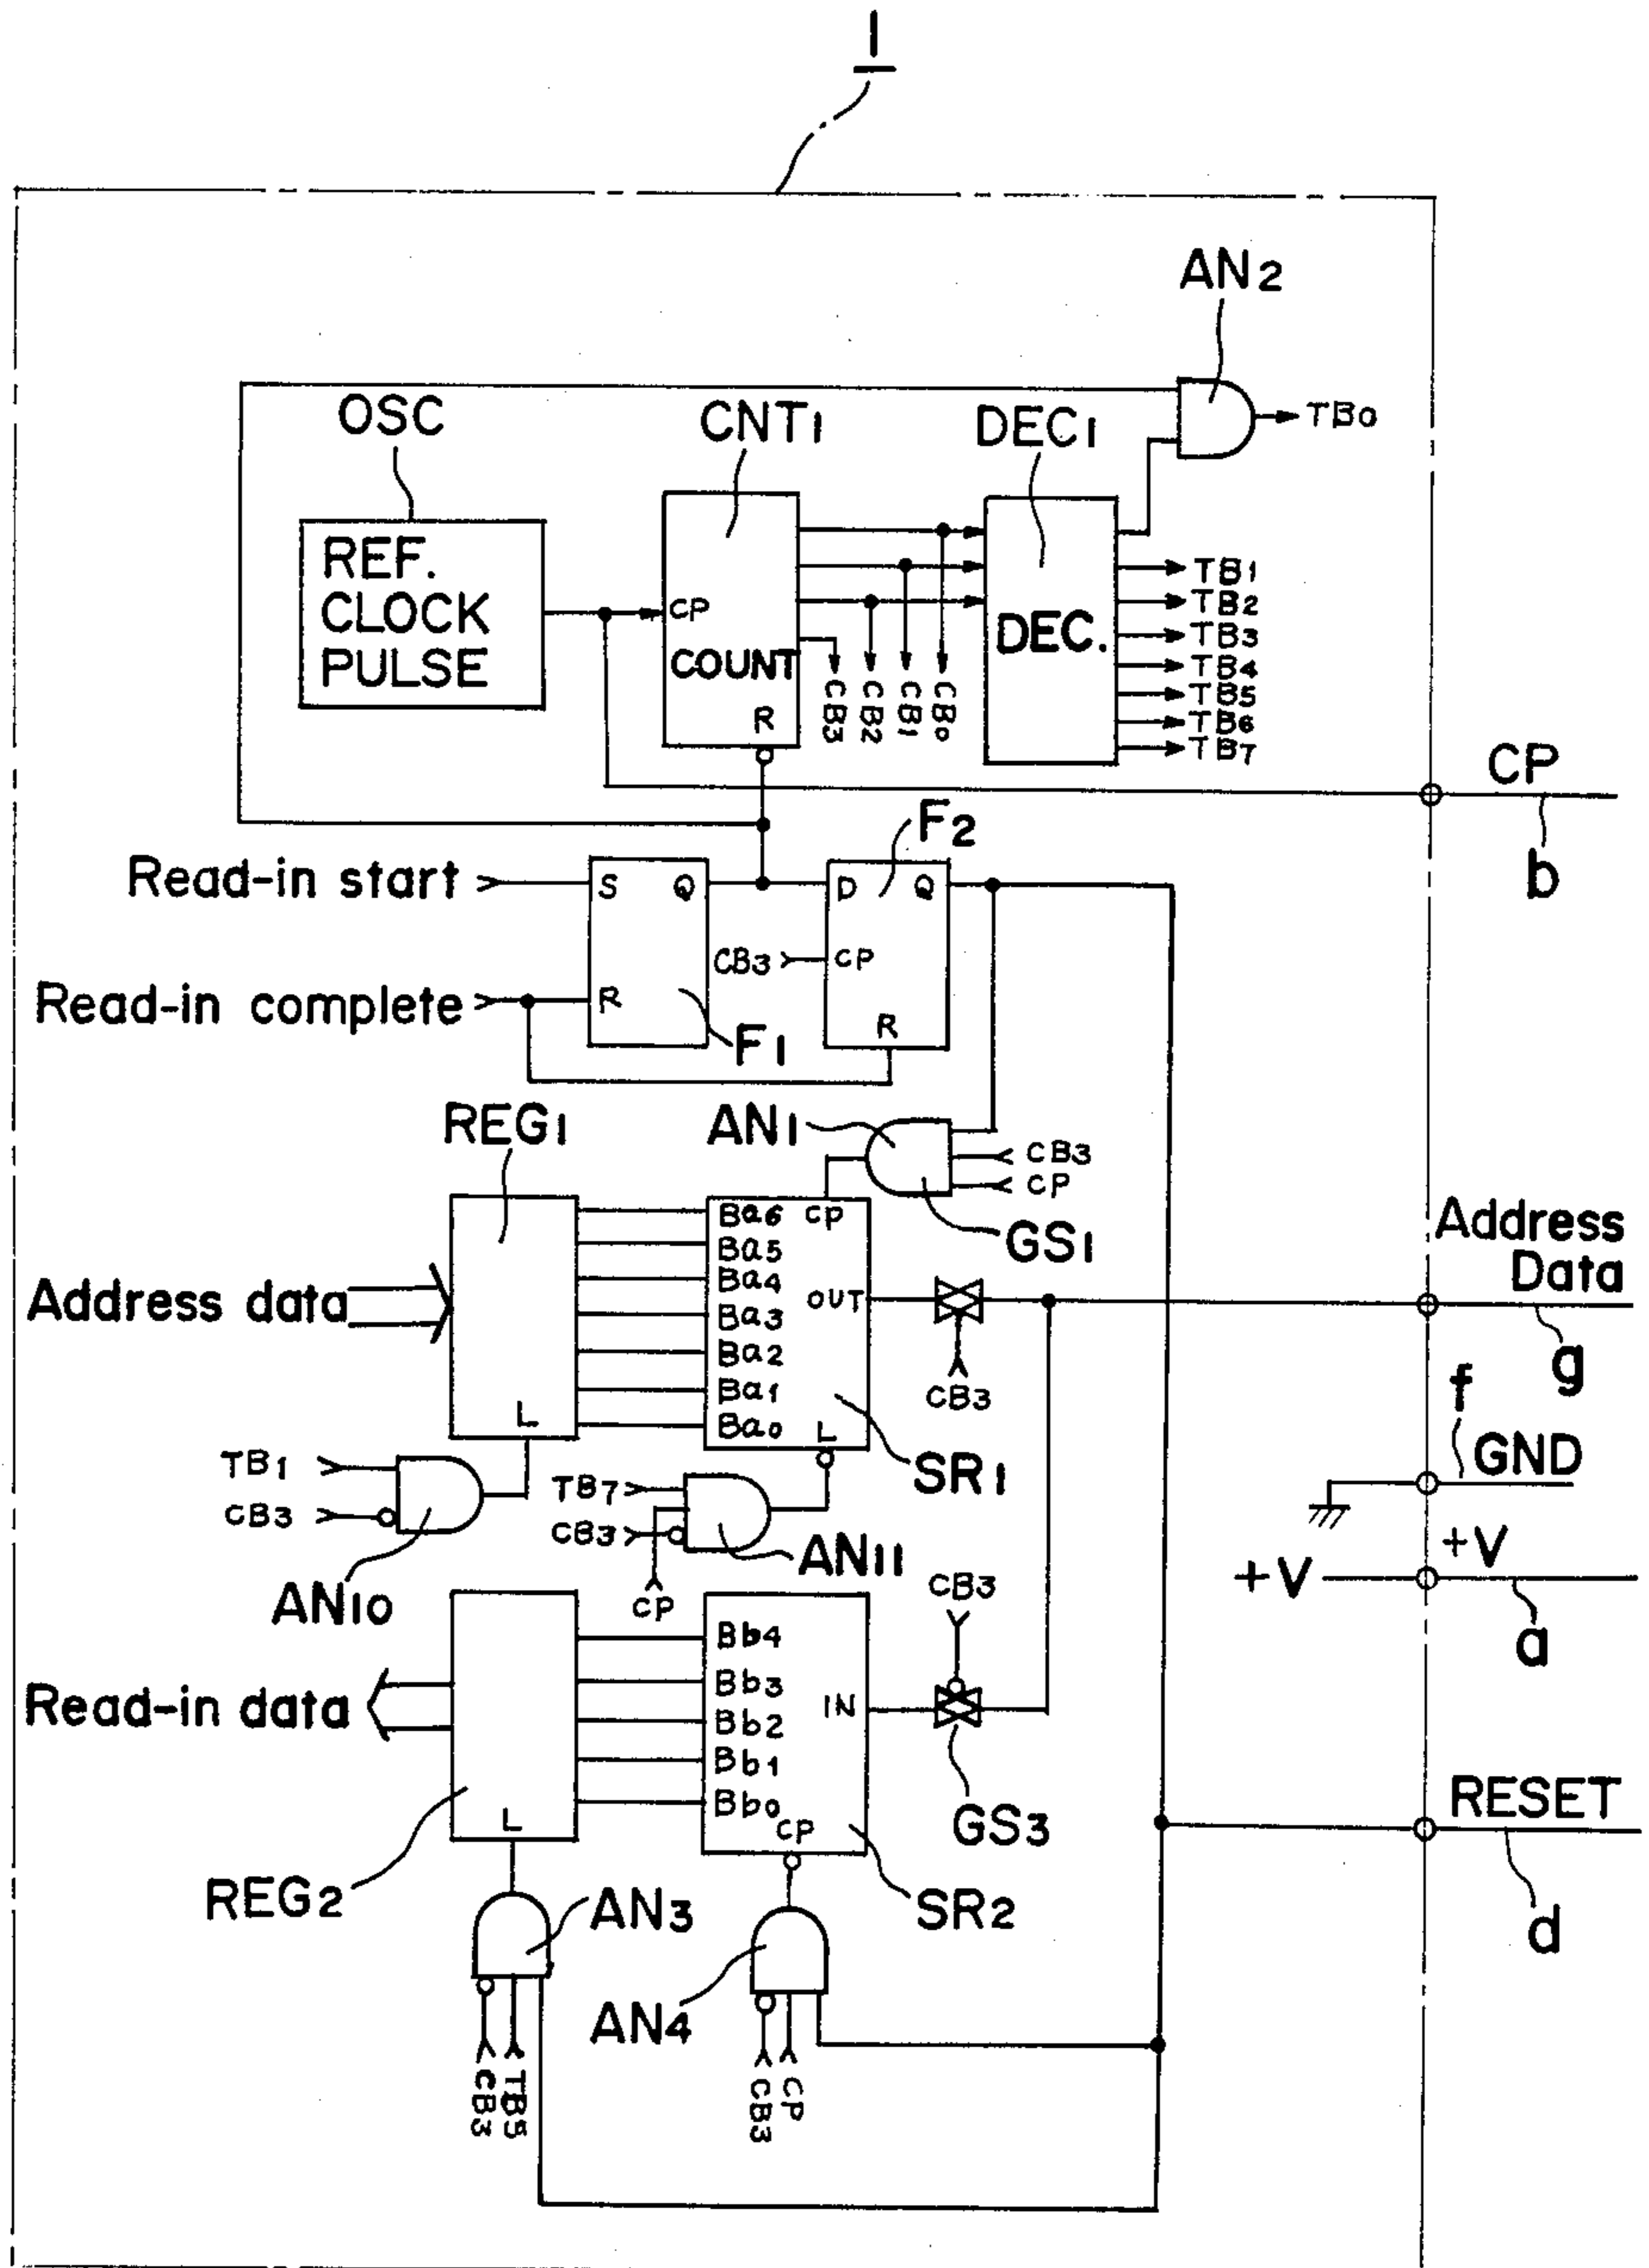 1
AN2
TB0
OSC
CNT1
DEC1
REF.
CLOCK
PULSE
CP
COUNT
R
CB3
CB2
CB1
CB0
DEC.
TB1
TB2
TB3
TB4
TB5
TB6
TB7
CP
b
F2
Read-in start
S
Q
D
Q
CB3
CP
Read-in complete
R
F1
R
REG1
AN1
CB3
CP
GS1
Address data
L
Ba6
Ba5
Ba4
Ba3
Ba2
Ba1
Ba0
CP
OUT
L
CB3
SR1
Address
Data
g
f
GND
TB1
CB3
AN10
TB7
CB3
CP
AN11
+V
+V
a
Read-in data
L
REG2
Bb4
Bb3
Bb2
Bb1
Bb0
IN
CP
CB3
GS3
SR2
RESET
d
AN3
AN4
CB3
TB5
CB3
CP